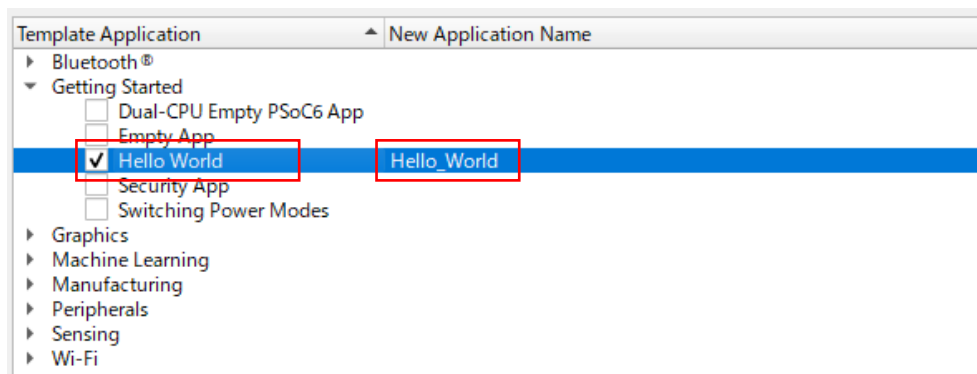 Template Application New Application Name
Bluetooth®
Getting Started
Dual-CPU Empty PSoC6 App
Empty App
Hello World Hello_World
Security App
Switching Power Modes
Graphics
Machine Learning
Manufacturing
Peripherals
Sensing
Wi-Fi